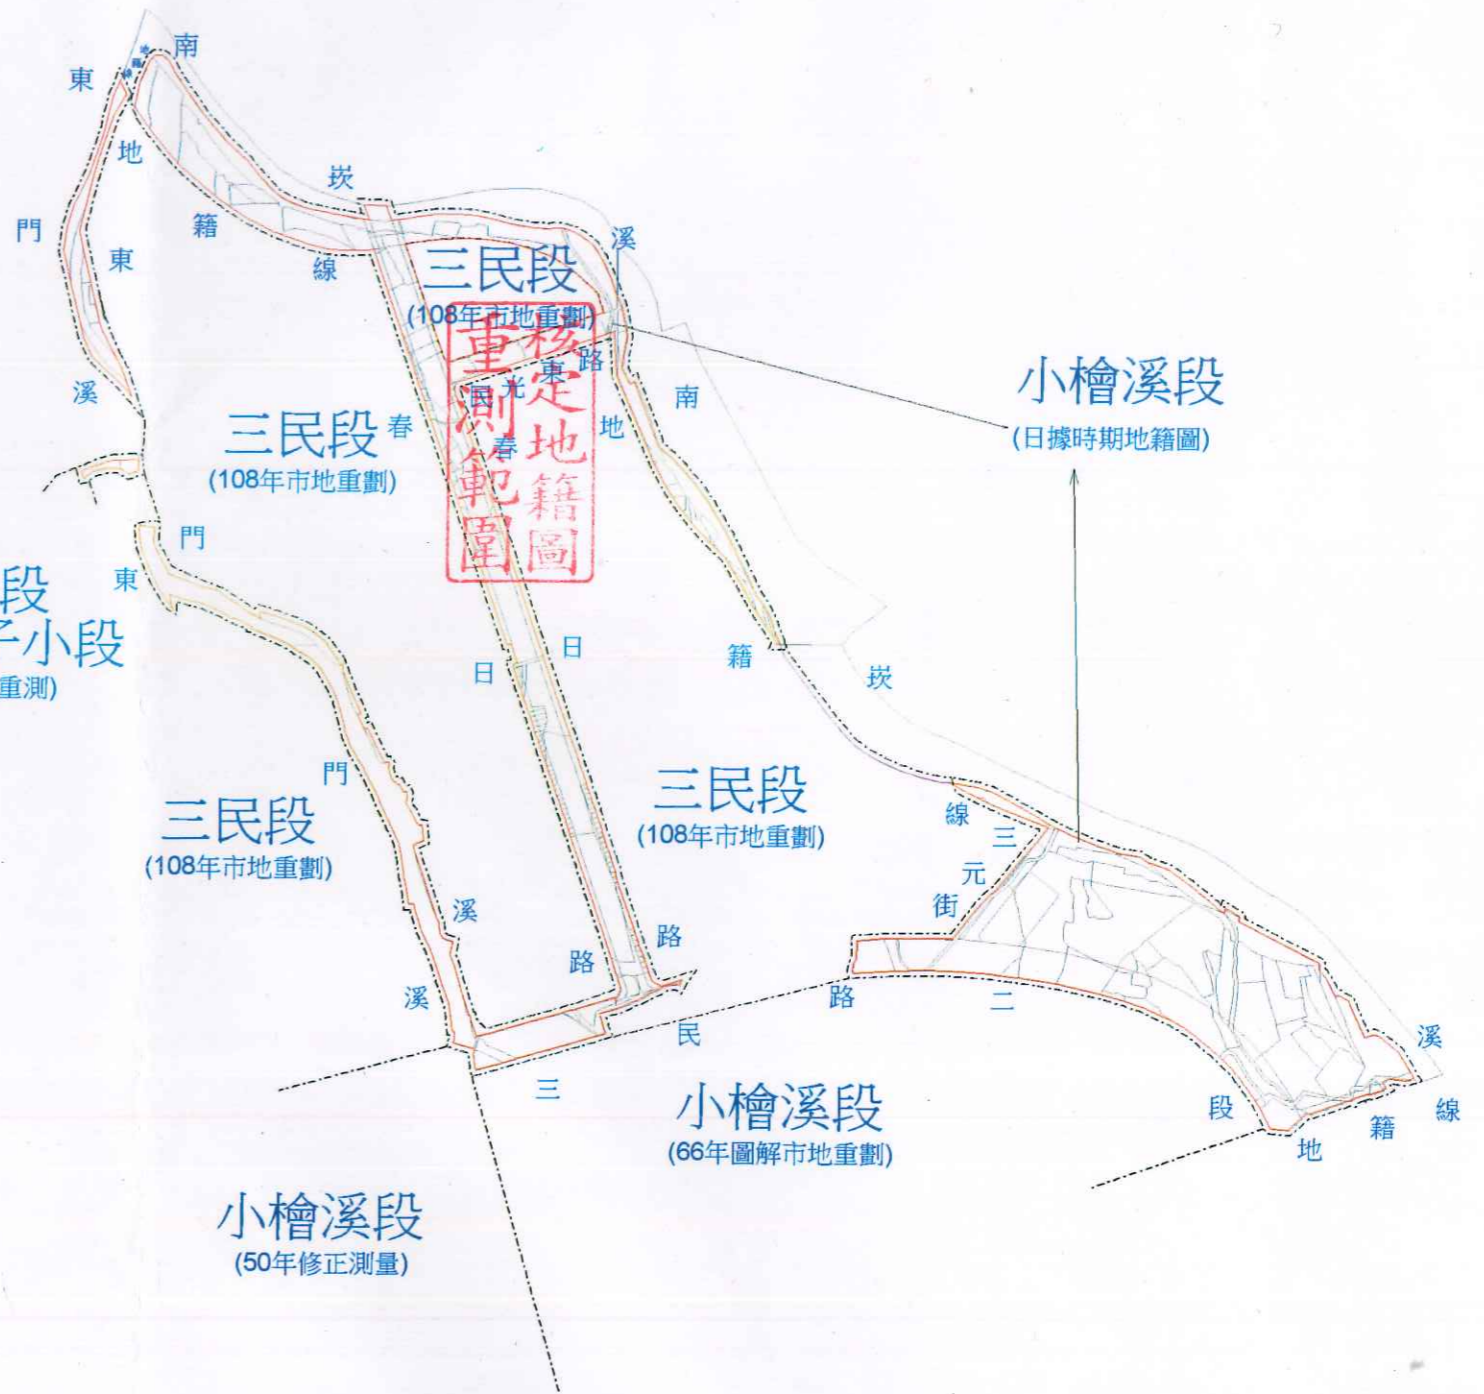 南
崁
溪
東
門
溪
地
籍
線
東
地籍線
三民段
(108年市地重劃)
核定地籍圖
重測範圍
民光東路
小檜溪段
(日據時期地籍圖)
三民段
(108年市地重劃)
春
日
路
春
日
路
南
崁
溪
地
籍
線
東
門
溪
段
子小段
重測)
門
溪
三民段
(108年市地重劃)
三民段
(108年市地重劃)
三
元
街
三
民
路
二
段
地
籍
線
小檜溪段
(66年圖解市地重劃)
小檜溪段
(50年修正測量)